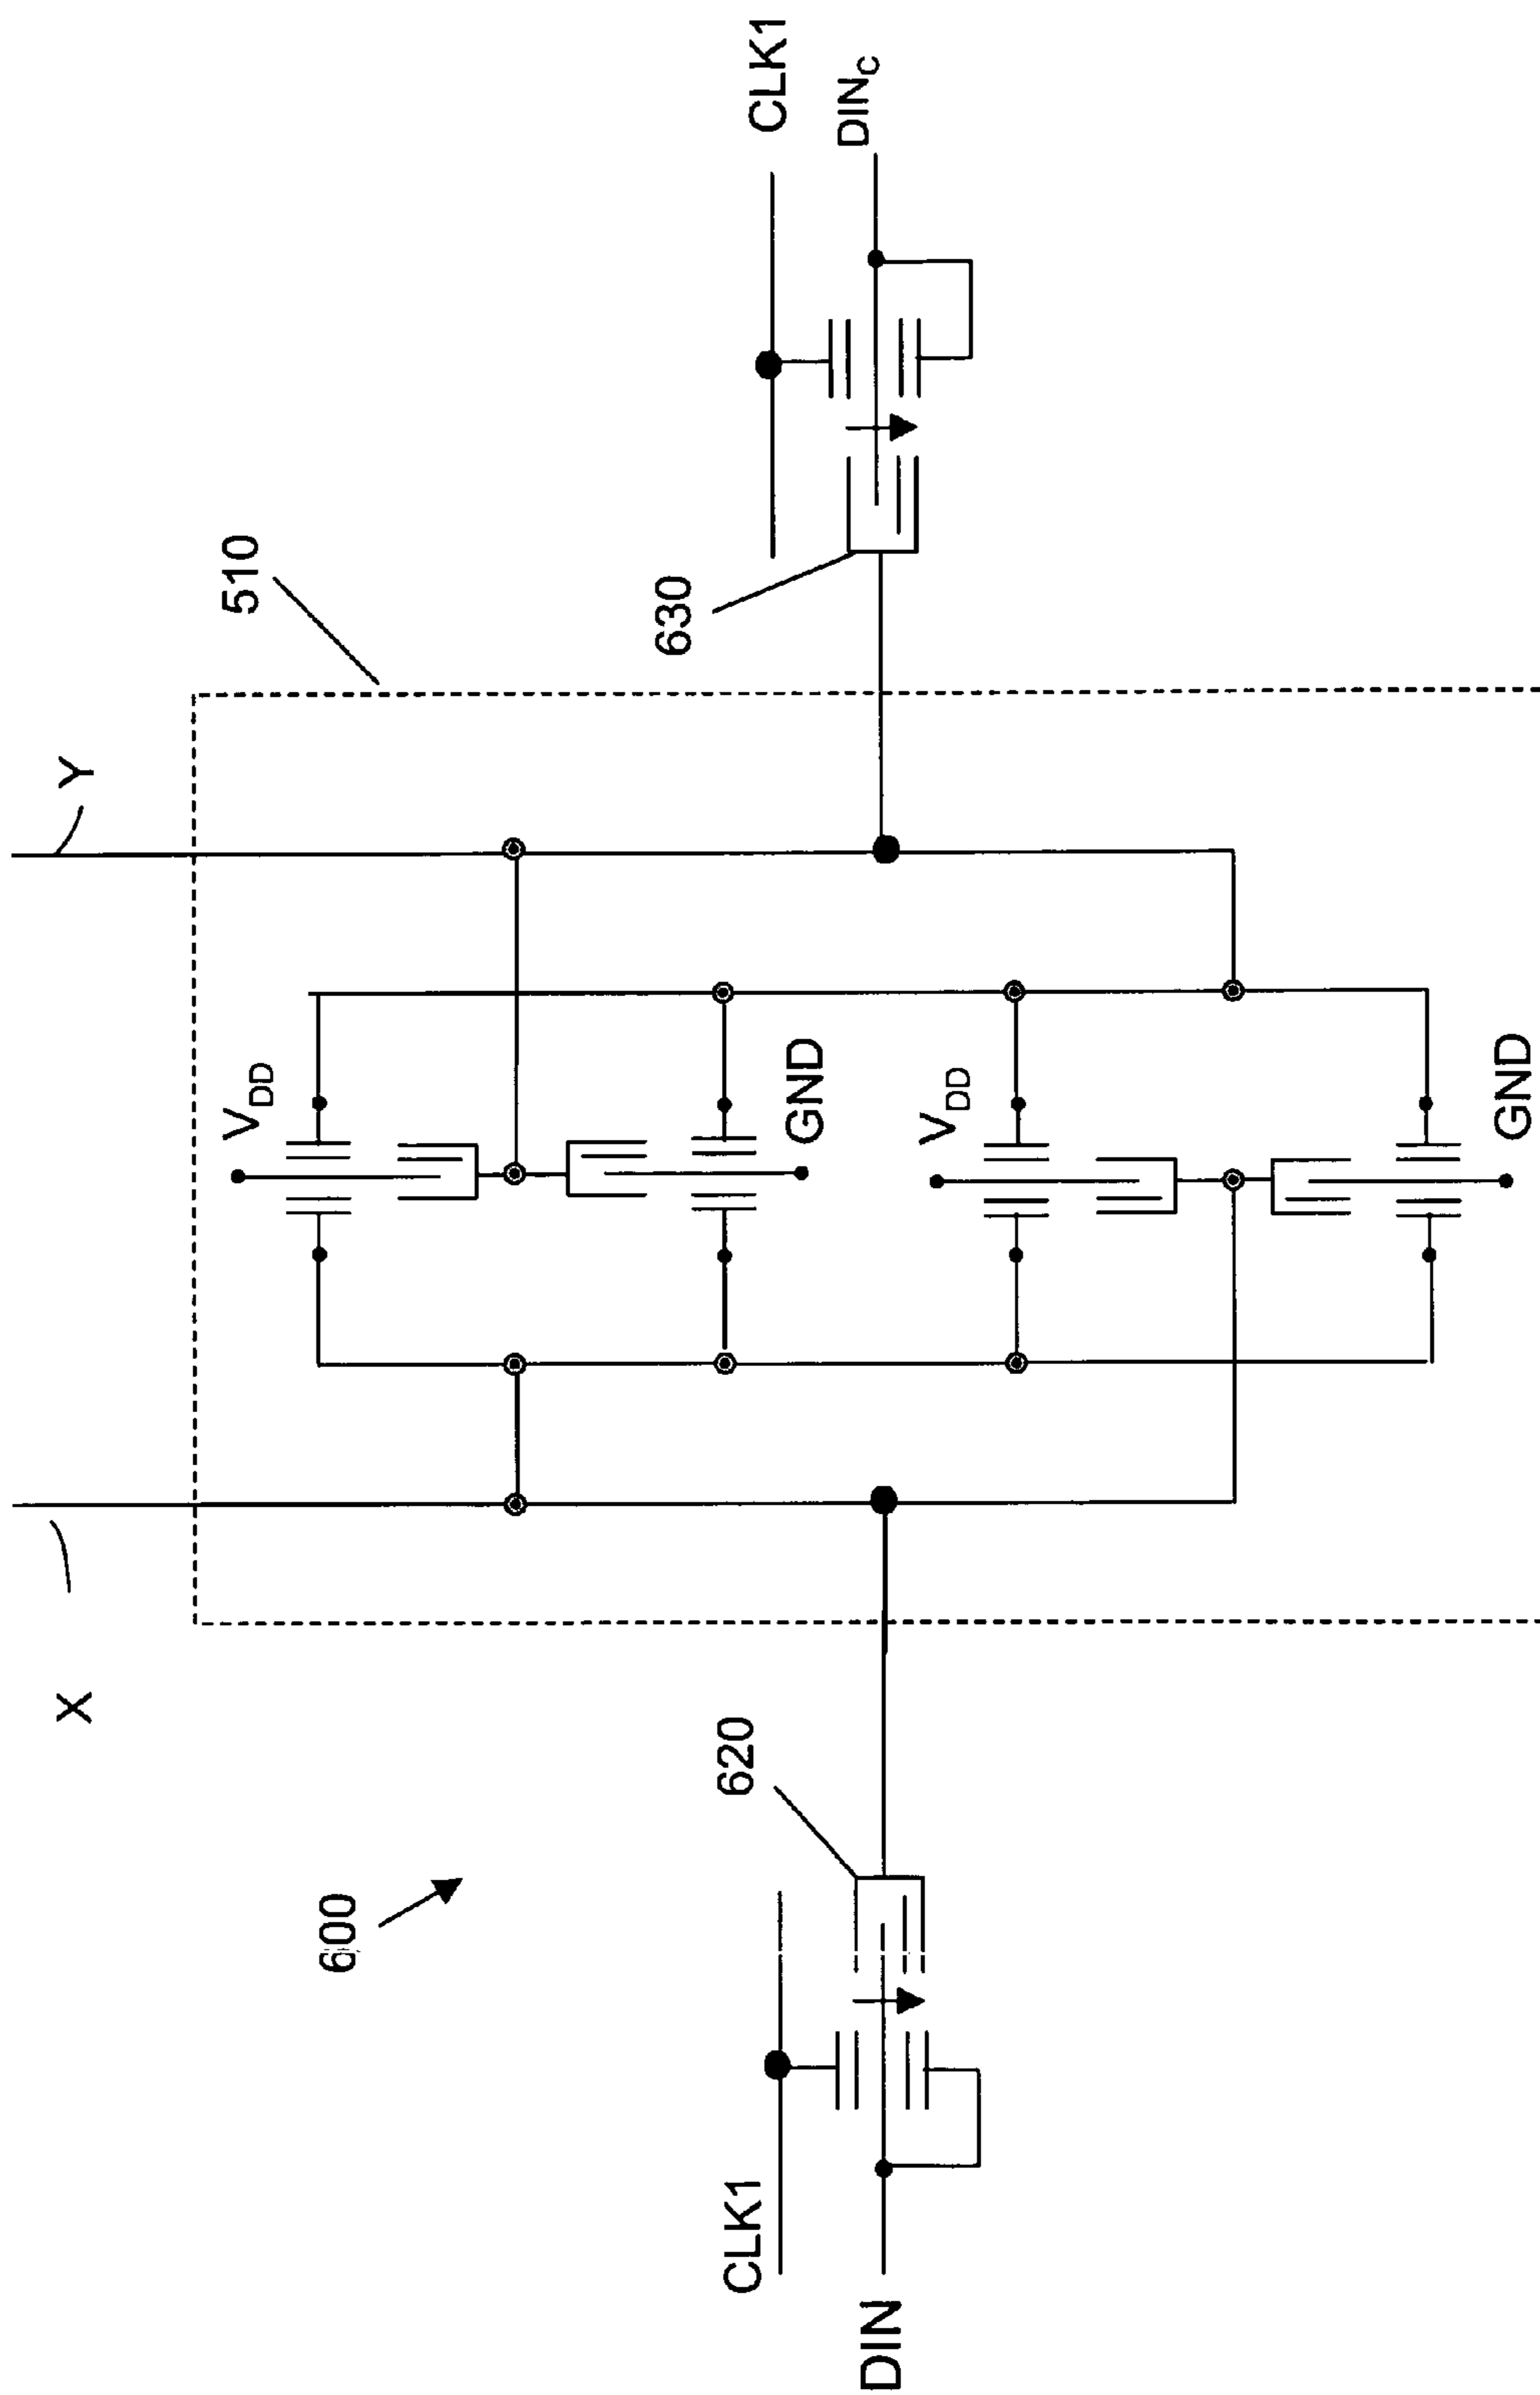 X
Y
510
V_DD
600
630
620
CLK1
CLK1
GND
DIN
DIN_C
V_DD
GND